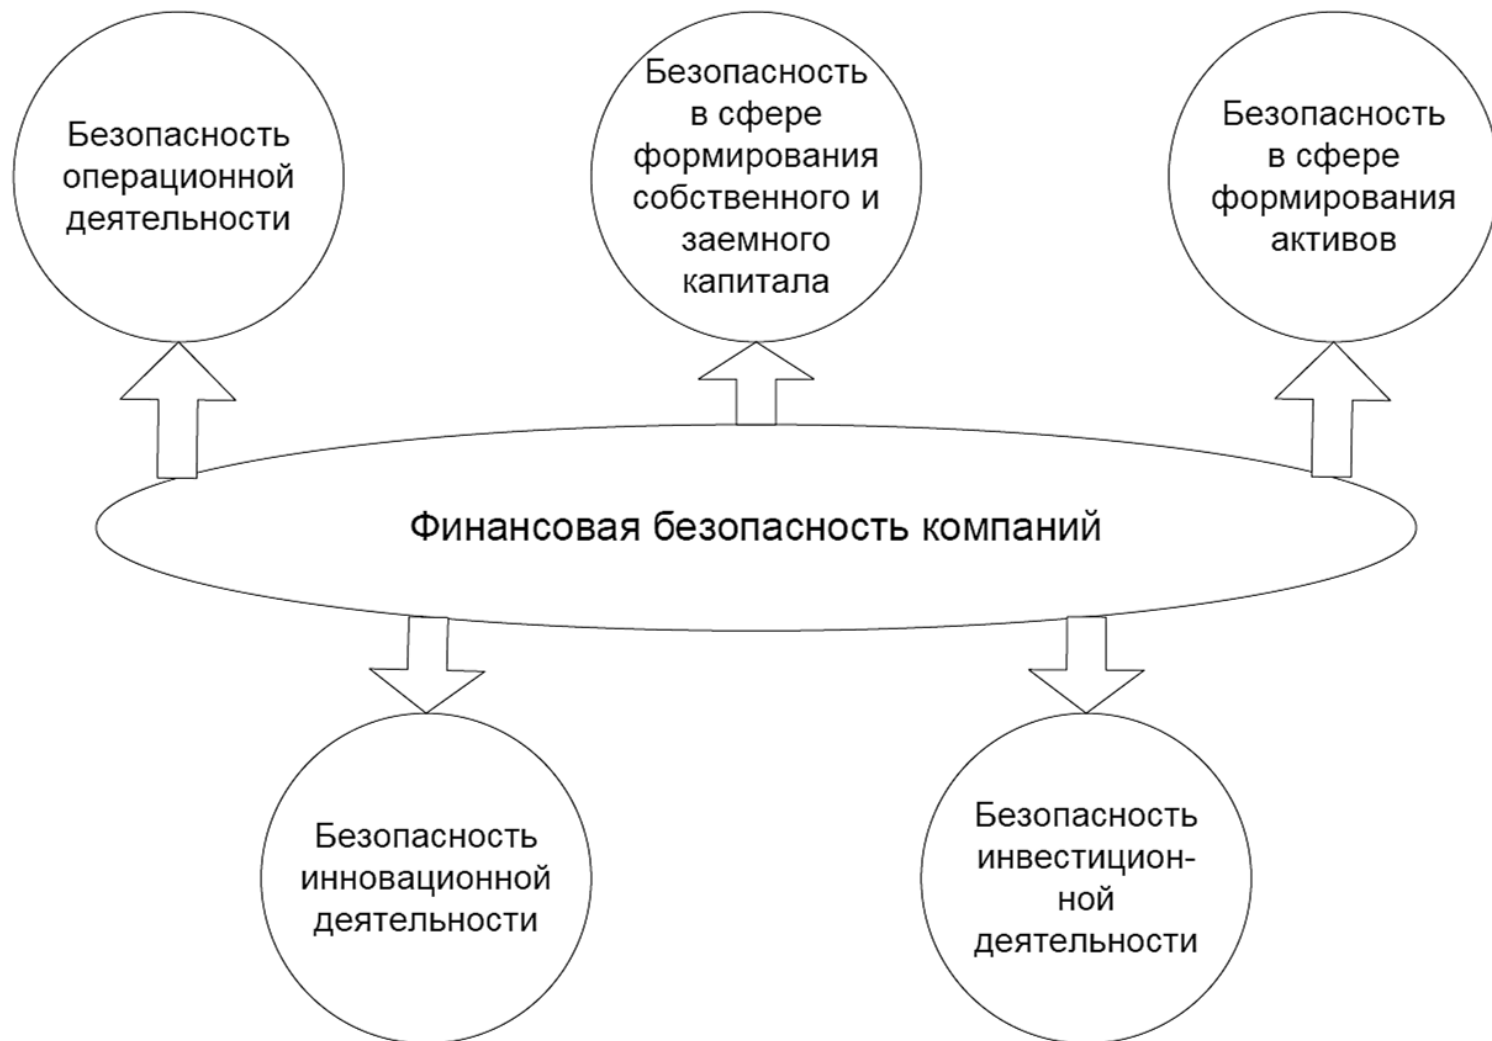 Безопасность
операционной
деятельности
Безопасность
в сфере
формирования
собственного и
заемного
капитала
Безопасность
в сфере
формирования
активов
Финансовая безопасность компаний
Безопасность
инновационной
деятельности
Безопасность
инвестицион-
ной
деятельности